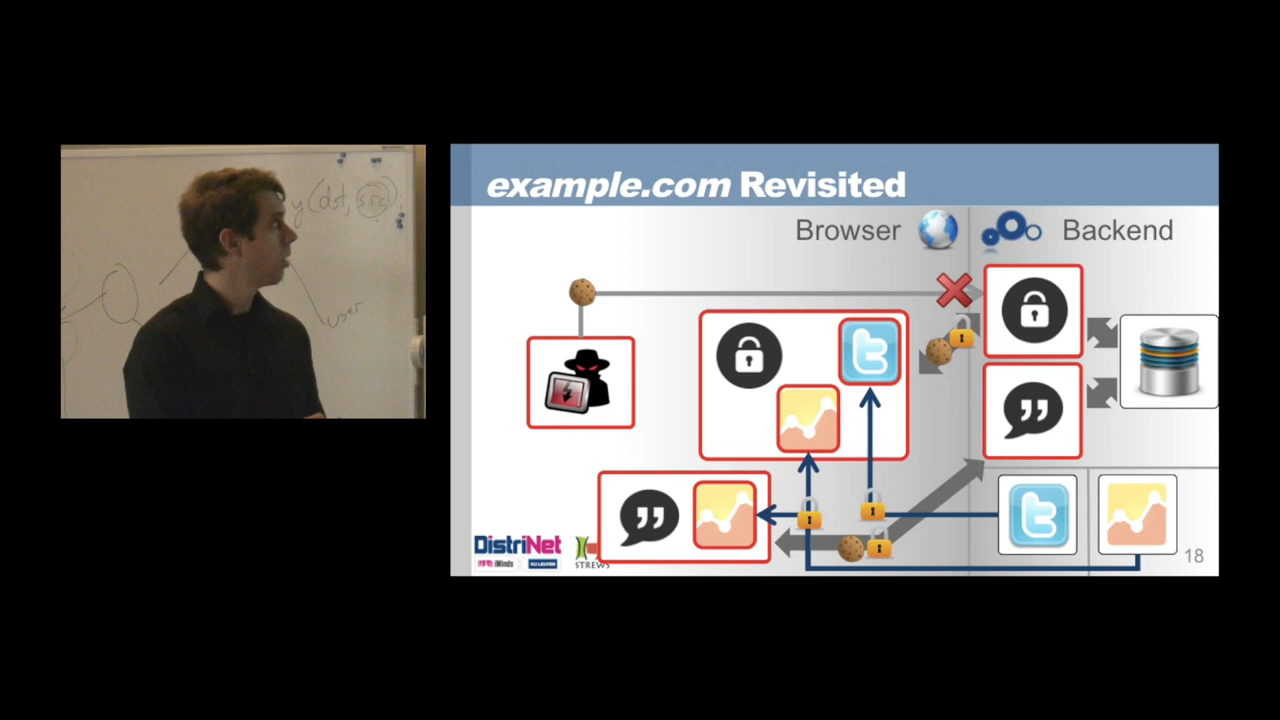 y(dst, src)
user
example.com Revisited
Browser
Backend
DistriNet
iMinds
KU LEUVEN
STREWS
18